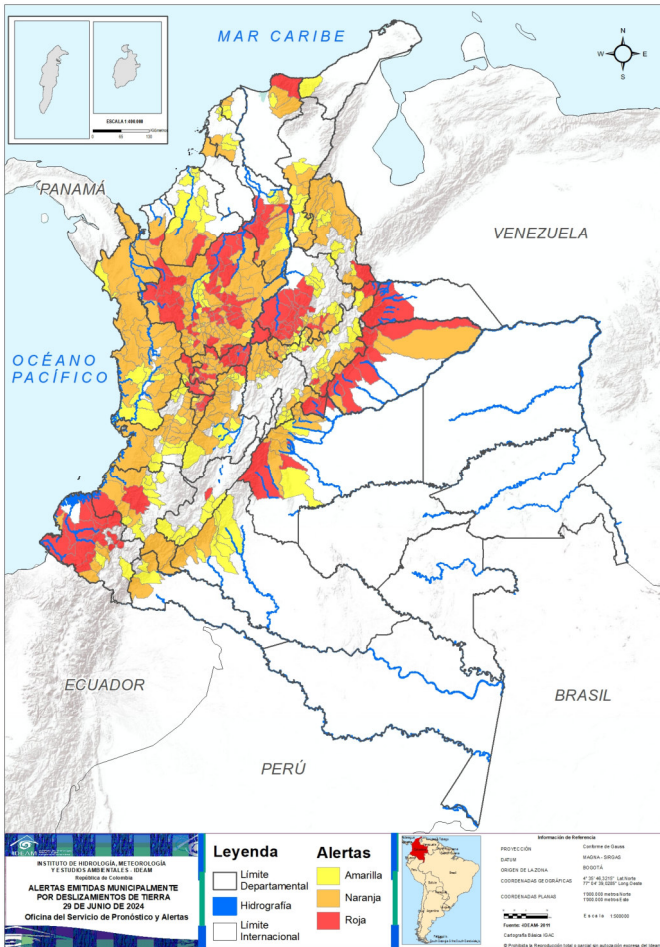 MAR CARIBE
N
W
E
S
ESCALA 1:400.000
PANAMÁ
VENEZUELA
OCÉANO
PACÍFICO
ECUADOR
BRASIL
PERÚ
IDEAM
INSTITUTO DE HIDROLOGÍA, METEOROLOGÍA
Y ESTUDIOS AMBIENTALES - IDEAM
República de Colombia
ALERTAS EMITIDAS MUNICIPALMENTE
POR DESLIZAMIENTOS DE TIERRA
29 DE JUNIO DE 2024
Oficina del Servicio de Pronóstico y Alertas
Leyenda
Límite
Departamental
Hidrografía
Límite
Internacional
Alertas
Amarilla
Naranja
Roja
Información de Referencia
PROYECCIÓN Conforme de Gauss
DATUM MAGNA - SIRGAS
ORIGEN DE LA ZONA BOGOTÁ
COORDENADAS GEOGRÁFICAS
COORDENADAS PLANAS
Escala 1:
Fuente: IDEAM- 2011
Cartografía Básica: IGAC